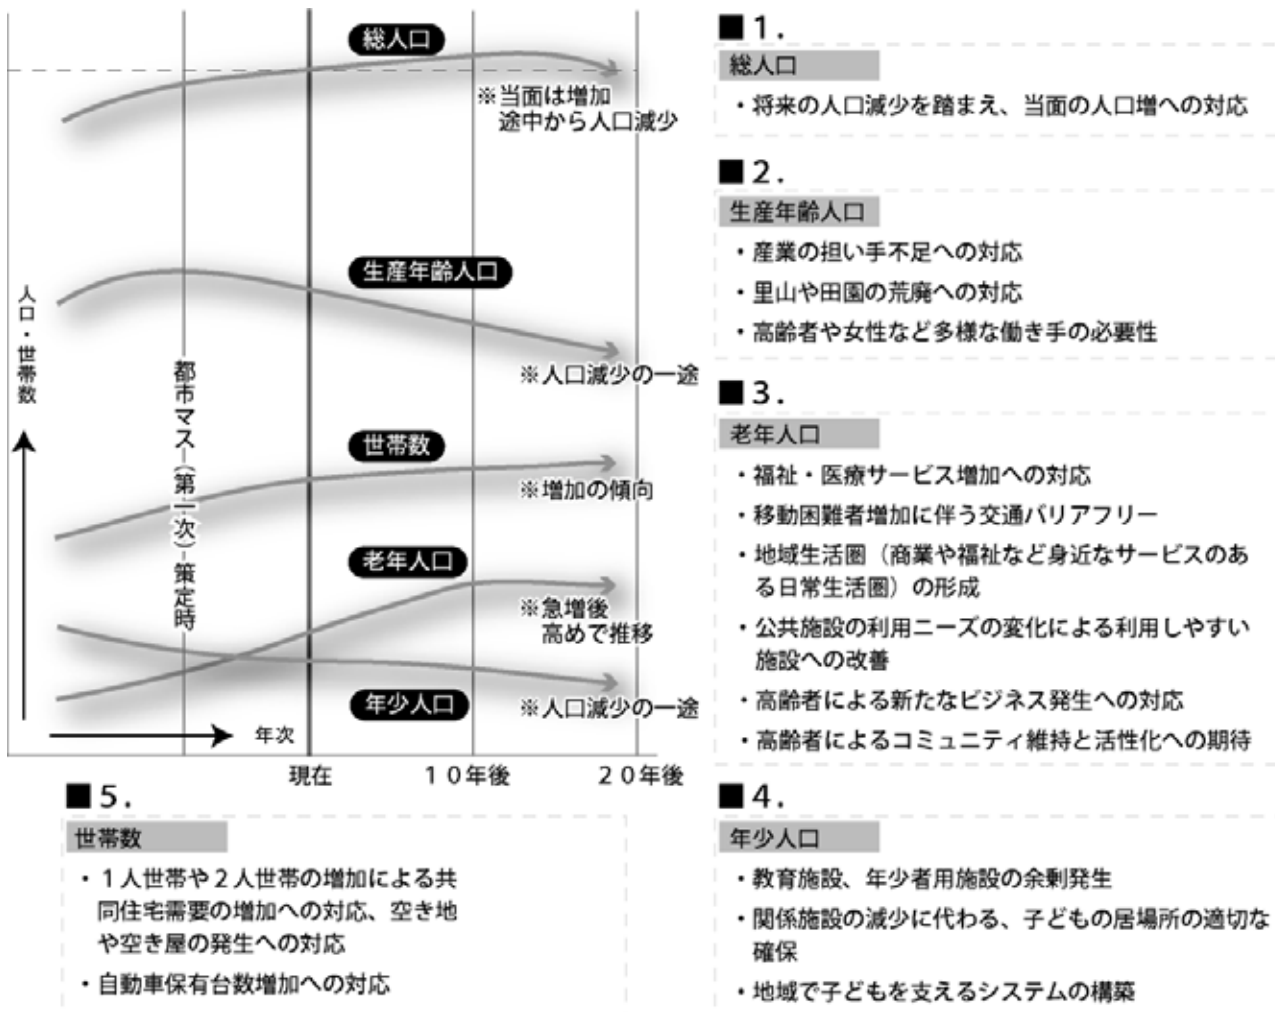 総人口
※当面は増加
途中から人口減少
生産年齢人口
※人口減少の一途
人口・世帯数
都市マス(第一次)策定時
世帯数
※増加の傾向
老年人口
※急増後
高めで推移
年少人口
※人口減少の一途
年次
現在
10年後
20年後
■1.
総人口
・将来の人口減少を踏まえ、当面の人口増への対応
■2.
生産年齢人口
・産業の担い手不足への対応
・里山や田園の荒廃への対応
・高齢者や女性など多様な働き手の必要性
■3.
老年人口
・福祉・医療サービス増加への対応
・移動困難者増加に伴う交通バリアフリー
・地域生活圏（商業や福祉など身近なサービスのあ
る日常生活圏）の形成
・公共施設の利用ニーズの変化による利用しやすい
施設への改善
・高齢者による新たなビジネス発生への対応
・高齢者によるコミュニティ維持と活性化への期待
■4.
年少人口
・教育施設、年少者用施設の余剰発生
・関係施設の減少に代わる、子どもの居場所の適切な
確保
・地域で子どもを支えるシステムの構築
■5.
世帯数
・1人世帯や2人世帯の増加による共
同住宅需要の増加への対応、空き地
や空き屋の発生への対応
・自動車保有台数増加への対応